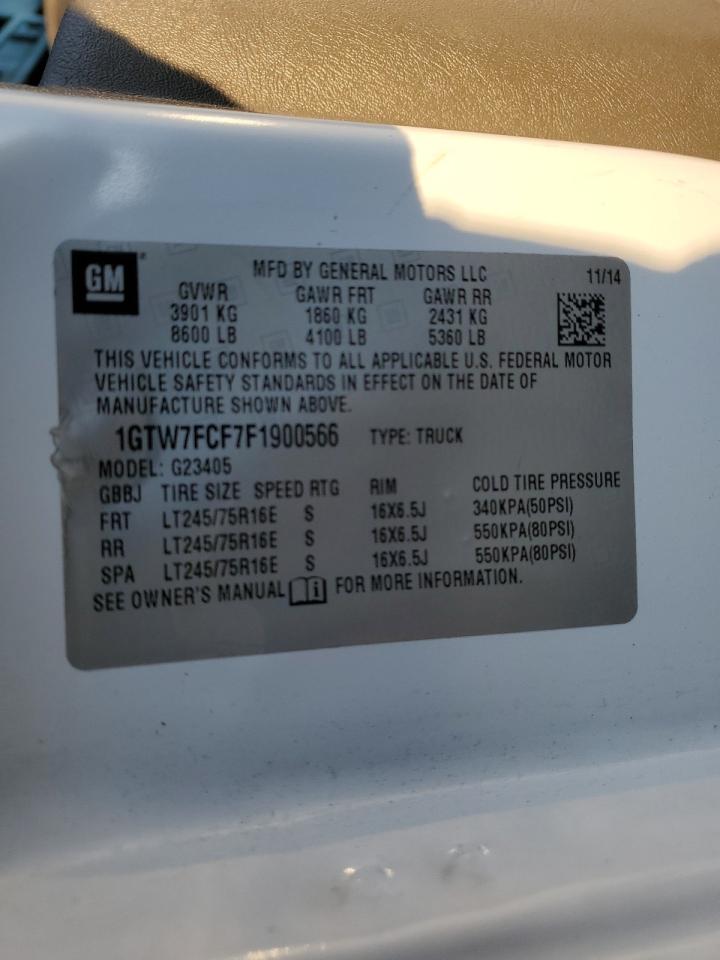 GM
MFD BY GENERAL MOTORS LLC 11/14
GVWR GAWR FRT GAWR RR
3901 KG 1860 KG 2431 KG
8600 LB 4100 LB 5360 LB
THIS VEHICLE CONFORMS TO ALL APPLICABLE U.S. FEDERAL MOTOR
VEHICLE SAFETY STANDARDS IN EFFECT ON THE DATE OF
MANUFACTURE SHOWN ABOVE.
1GTW7FCF7F1900566 TYPE: TRUCK
MODEL: G23405
GBBJ TIRE SIZE SPEED RTG RIM COLD TIRE PRESSURE
FRT LT245/75R16E S 16X6.5J 340KPA(50PSI)
RR LT245/75R16E S 16X6.5J 550KPA(80PSI)
SPA LT245/75R16E S 16X6.5J 550KPA(80PSI)
SEE OWNER'S MANUAL i FOR MORE INFORMATION.